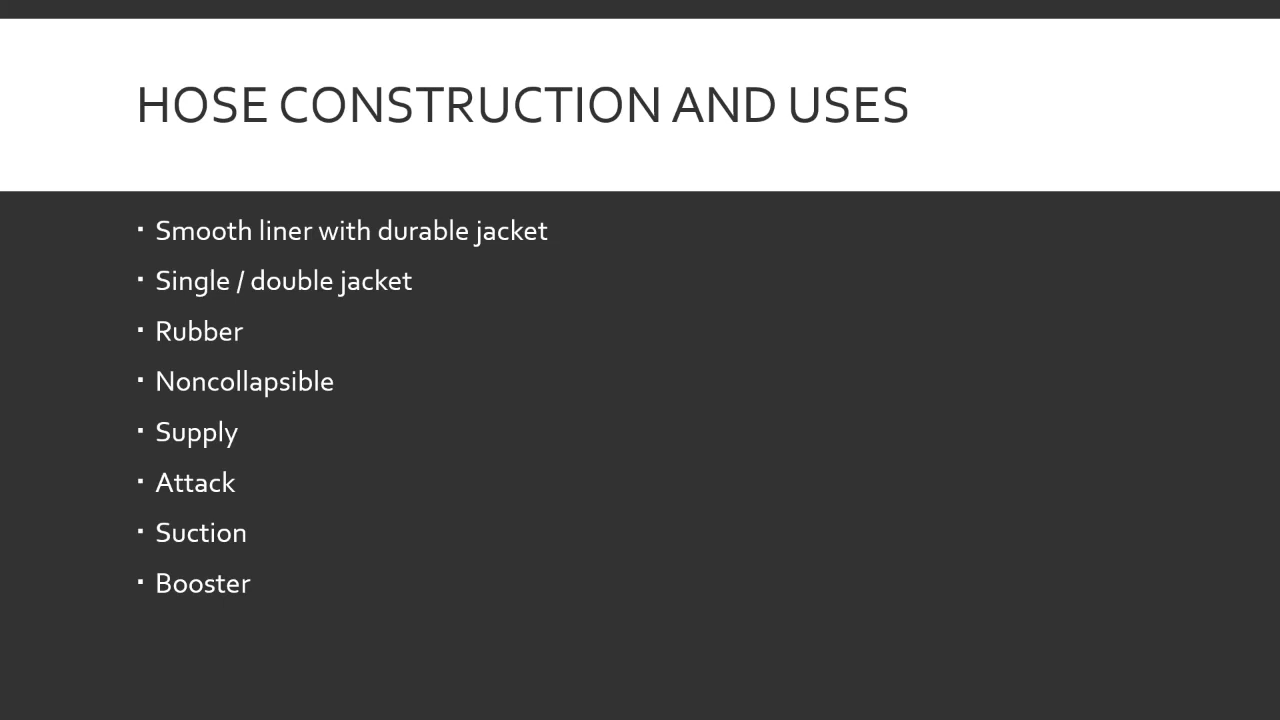 HOSE CONSTRUCTION AND USES
▪ Smooth liner with durable jacket
▪ Single / double jacket
▪ Rubber
▪ Noncollapsible
▪ Supply
▪ Attack
▪ Suction
▪ Booster